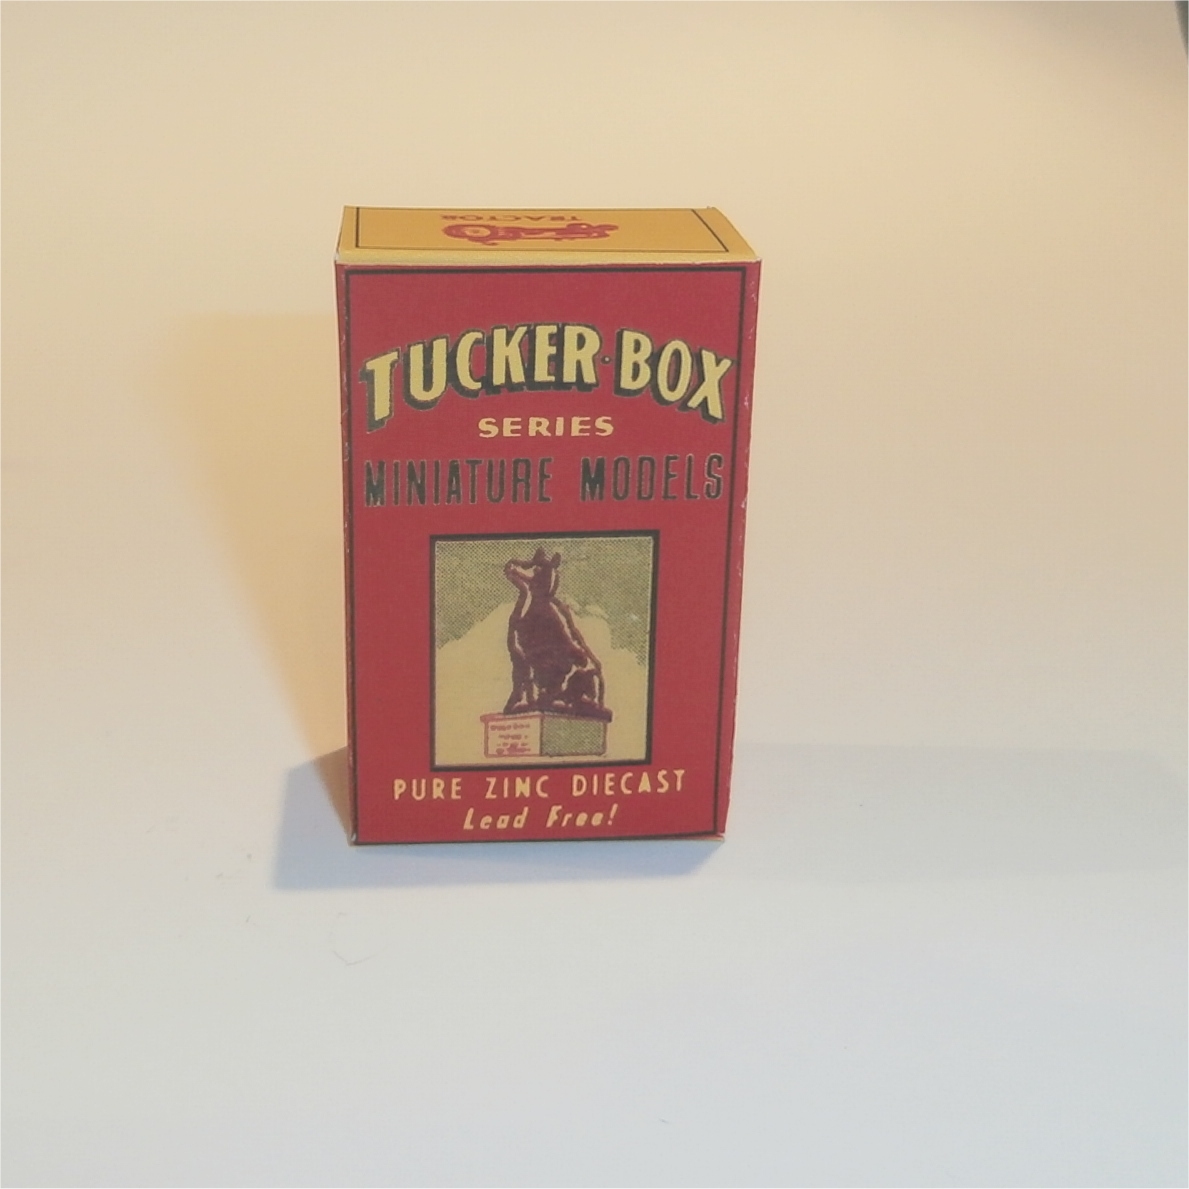 TRACTOR
TUCKER·BOX
SERIES
MINIATURE MODELS
PURE ZINC DIECAST
Lead Free!